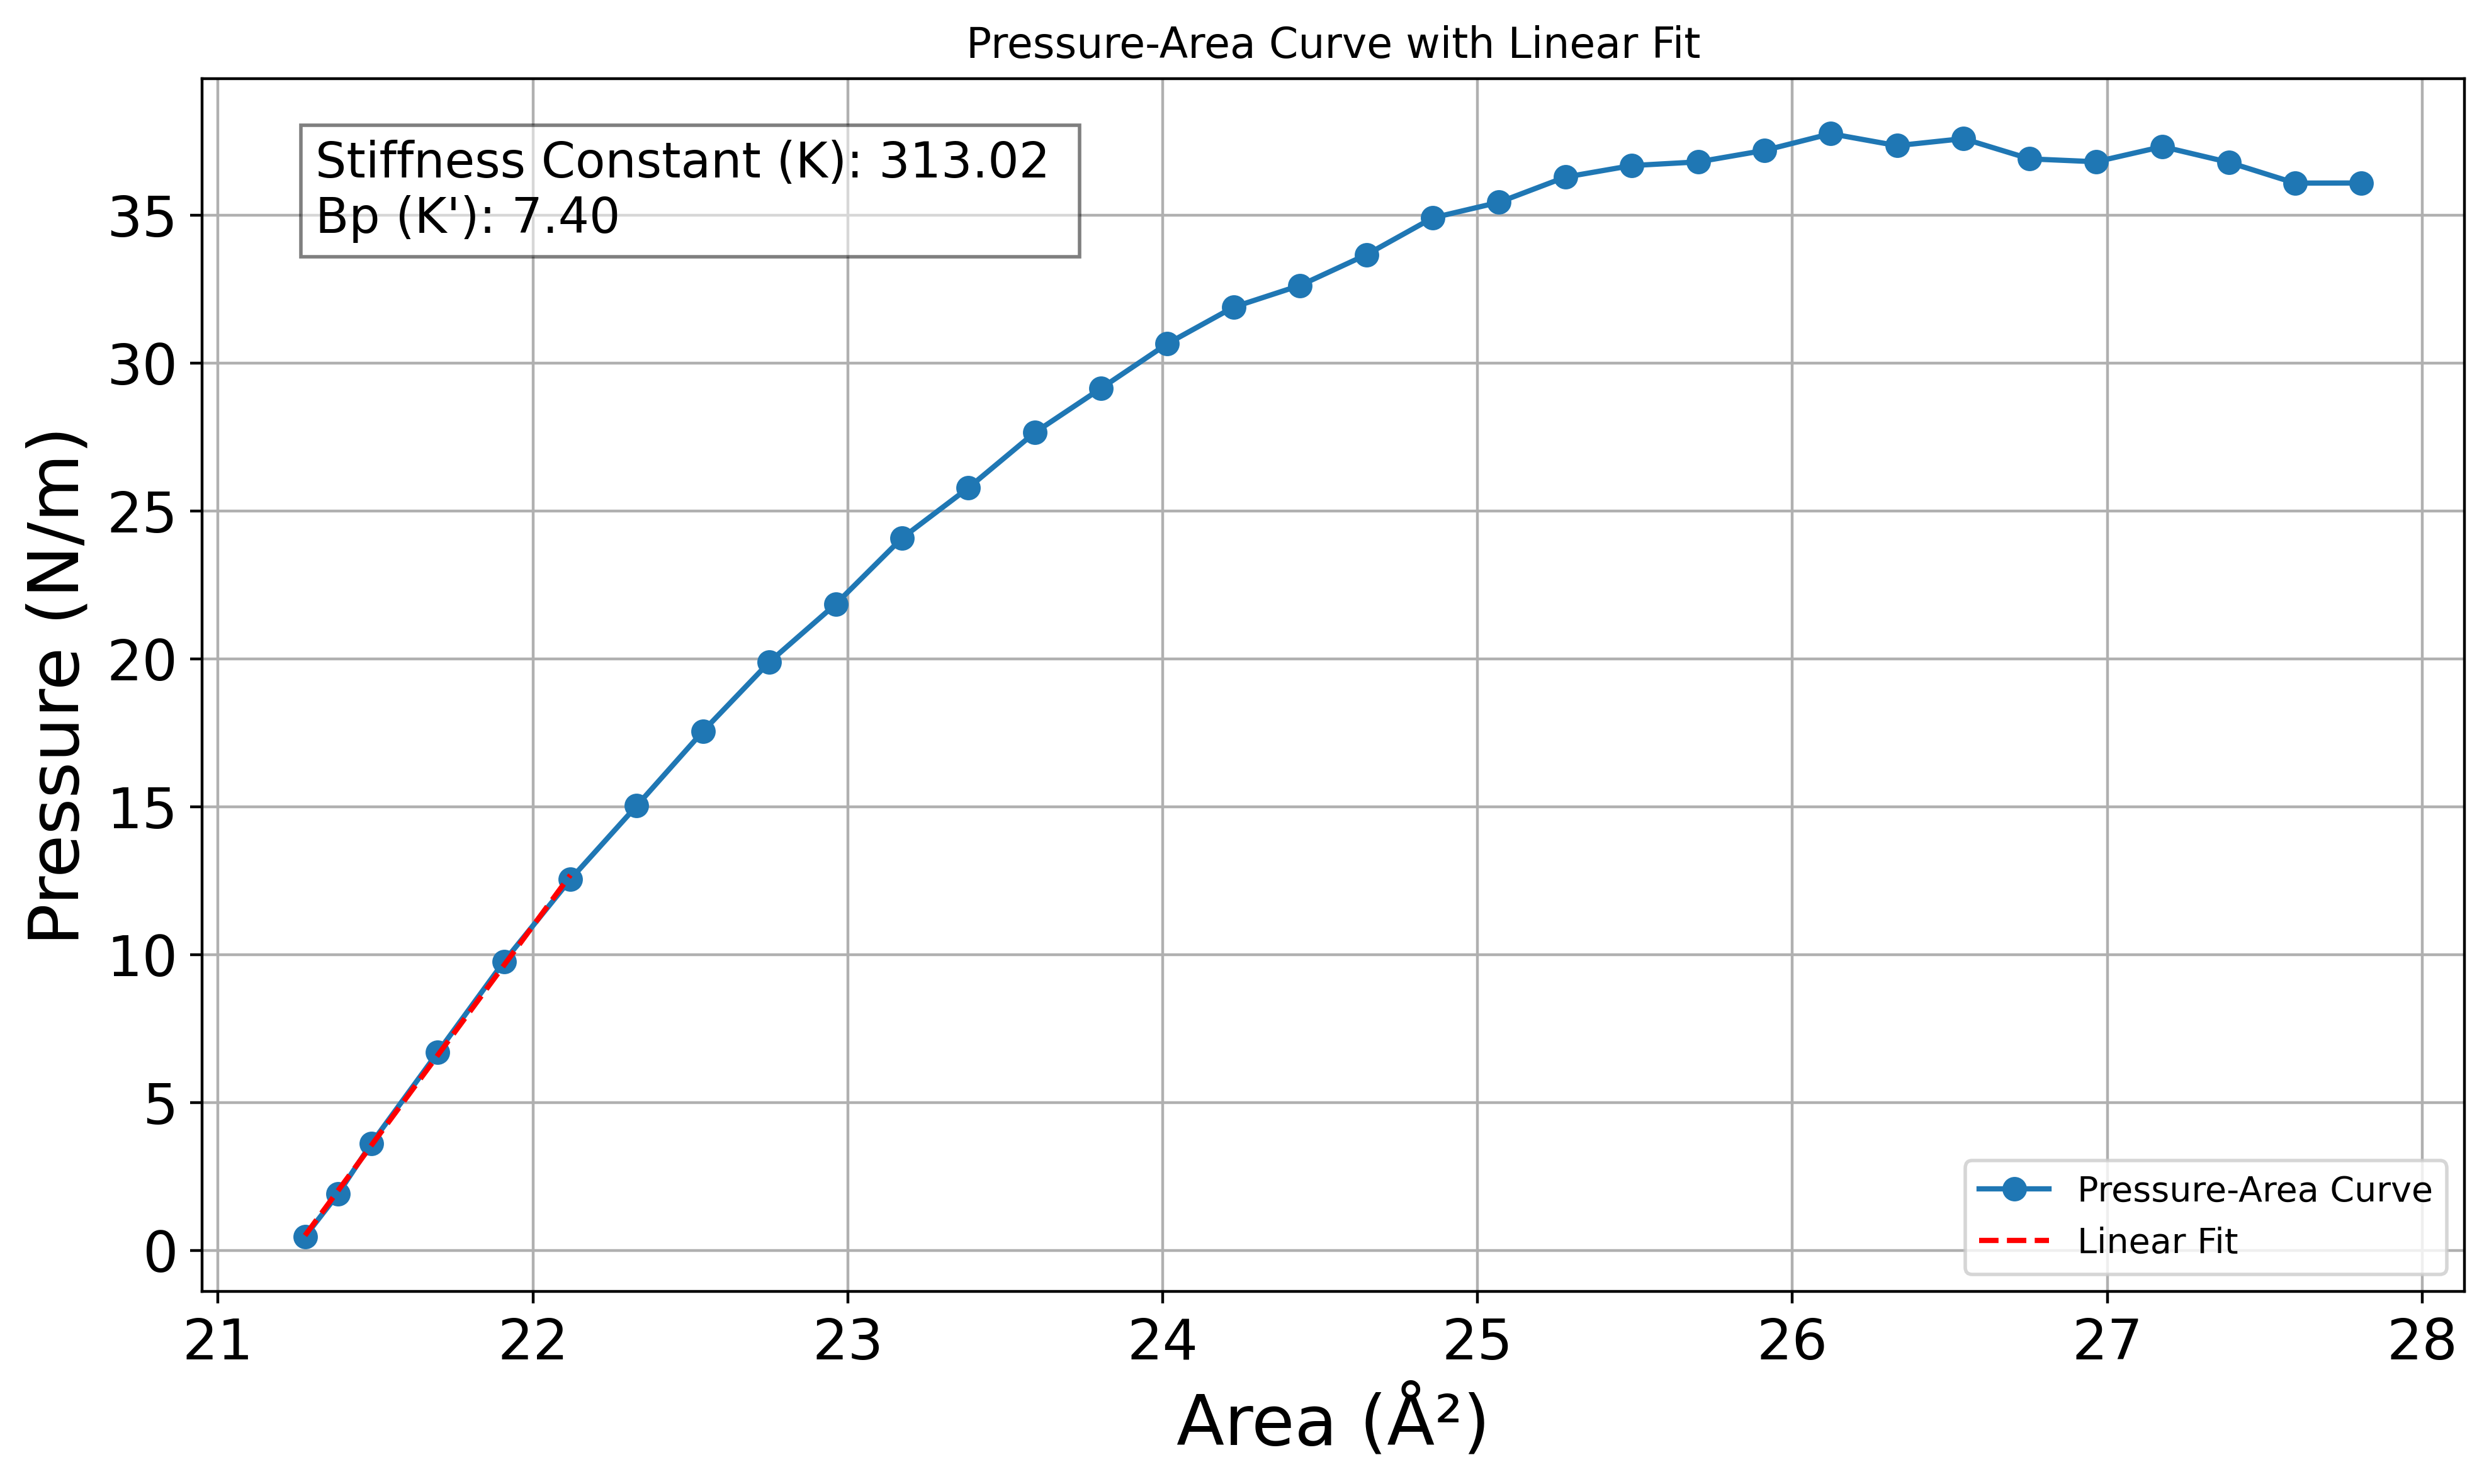 Pressure-Area Curve with Linear Fit
Stiffness Constant (K): 313.02
Bp (K'): 7.40
Pressure (N/m)
35
30
25
20
15
10
5
0
21 22 23 24 25 26 27 28
Area (Å²)
Pressure-Area Curve
Linear Fit